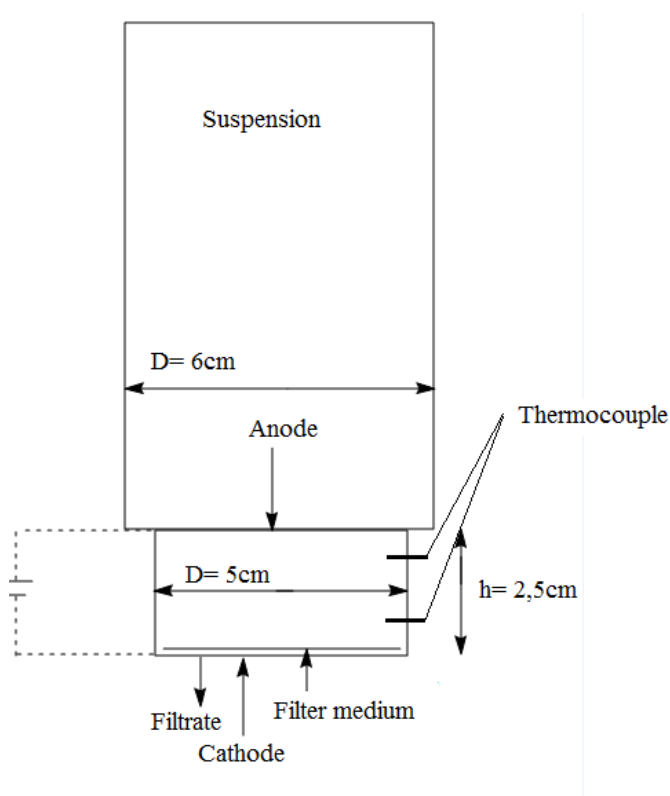 Suspension
D= 6cm
Anode
Thermocouple
D= 5cm
h= 2,5cm
Filter medium
Filtrate
Cathode